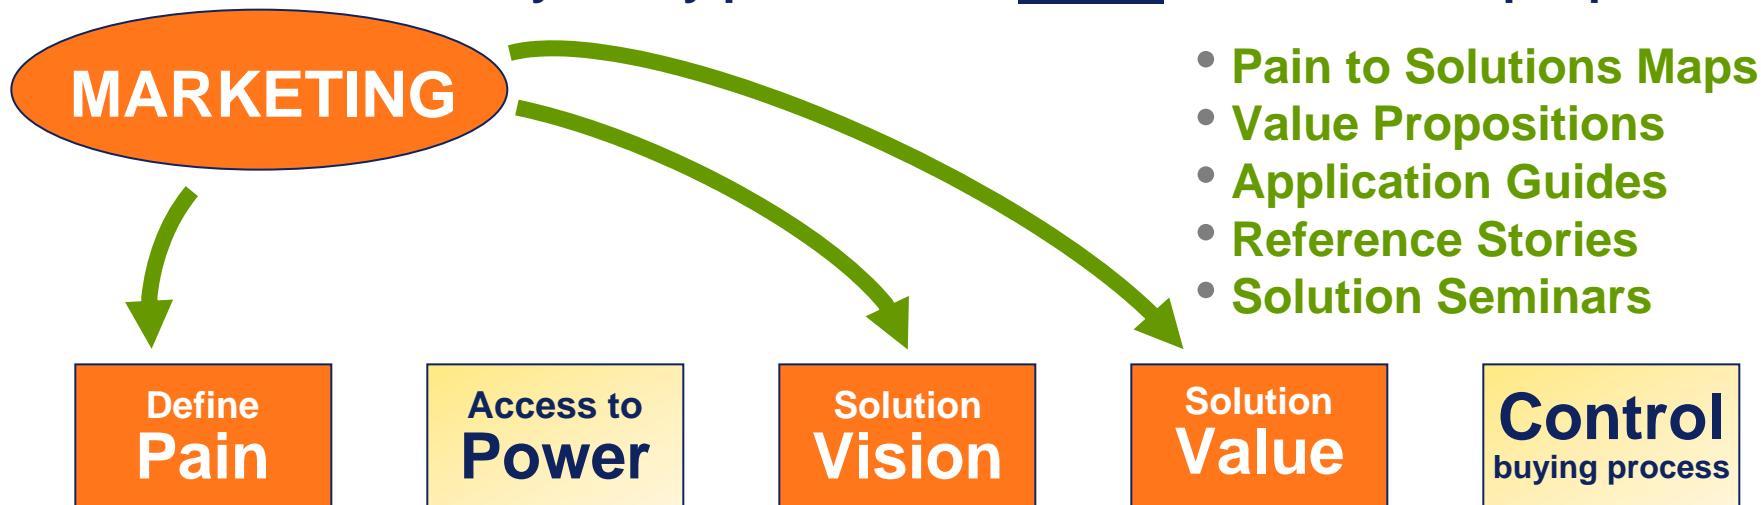 MARKETING
Pain to Solutions Maps
Value Propositions
Application Guides
Reference Stories
Solution Seminars
Define
Pain
Access to
Power
Solution
Vision
Solution
Value
Control
buying process